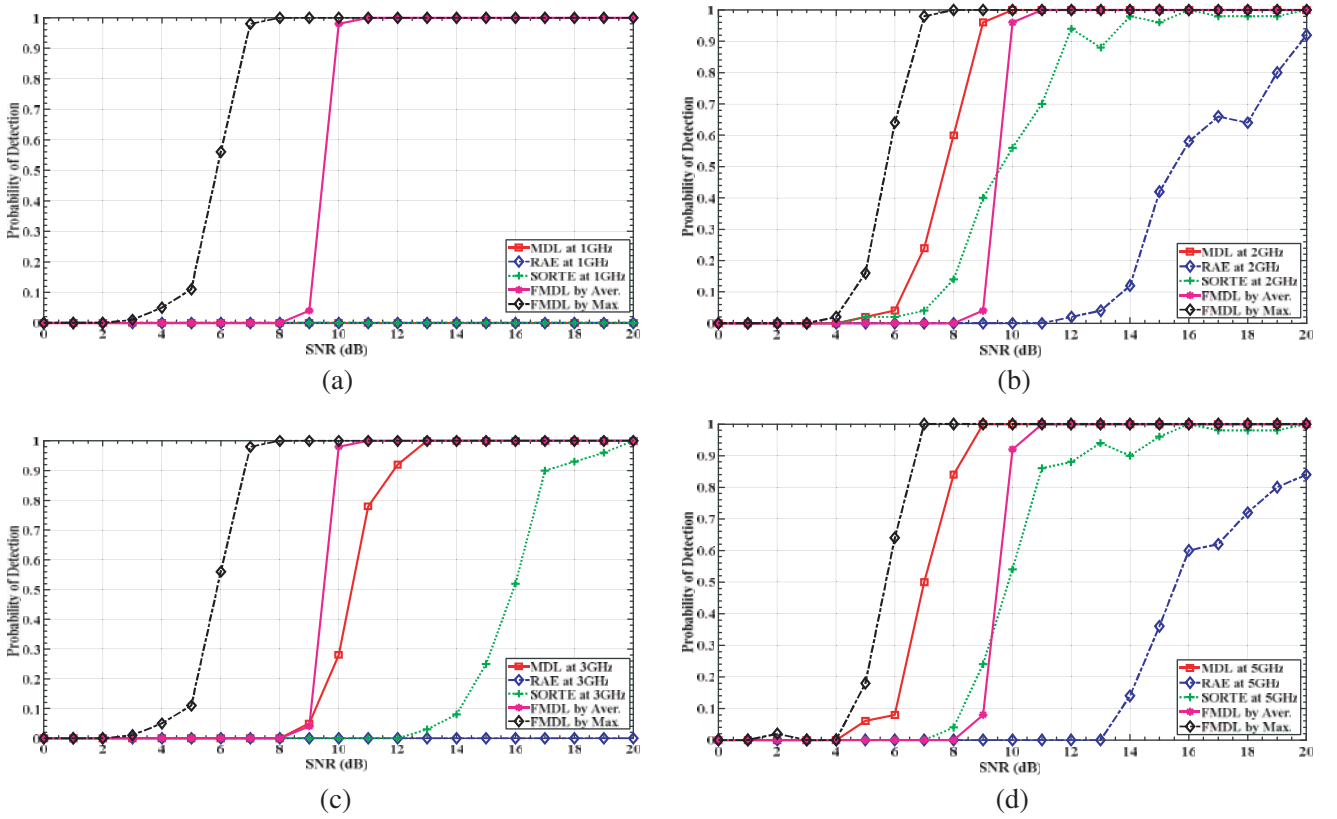 1
0.9
0.8
0.7
0.6
0.5
0.4
0.3
0.2
0.1
0
Probability of Detection
MDL at 1GHz
RAE at 1GHz
SORTE at 1GHz
FMDL by Aver.
FMDL by Max
0 2 4 6 8 10 12 14 16 18 20
SNR (dB)
(a)
1
0.9
0.8
0.7
0.6
0.5
0.4
0.3
0.2
0.1
0
Probability of Detection
MDL at 2GHz
RAE at 2GHz
SORTE at 2GHz
FMDL by Aver.
FMDL by Max.
0 2 4 6 8 10 12 14 16 18 20
SNR (dB)
(b)
1
0.9
0.8
0.7
0.6
0.5
0.4
0.3
0.2
0.1
0
Probability of Detection
MDL at 3GHz
RAE at 3GHz
SORTE at 3GHz
FMDL by Aver.
FMDL by Max
0 2 4 6 8 10 12 14 16 18 20
SNR (dB)
(c)
1
0.9
0.8
0.7
0.6
0.5
0.4
0.3
0.2
0.1
0
Probability of Detection
MDL at 5GHz
RAE at 5GHz
SORTE at 5GHz
FMDL by Aver.
FMDL by Max.
0 2 4 6 8 10 12 14 16 18 20
SNR (dB)
(d)